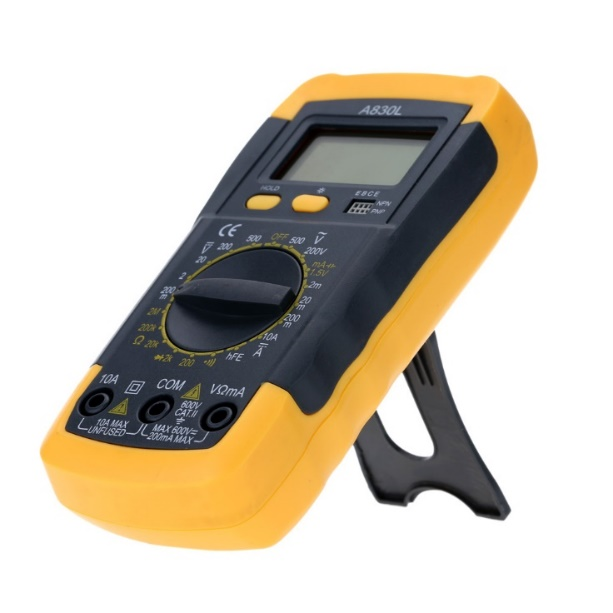 A830L
HOLD
EBCE
NPN
PNP
CE
OFF
500
200
20
2
200
m
2M
200k
20k
2k
200
hFE
Ω
V
500
V
200V
mA
1.5V
2m
20
m
200
m
10A
A
10A
COM
VΩmA
10A MAX
UNFUSED
600V
CAT.II
MAX 600V
200mA MAX